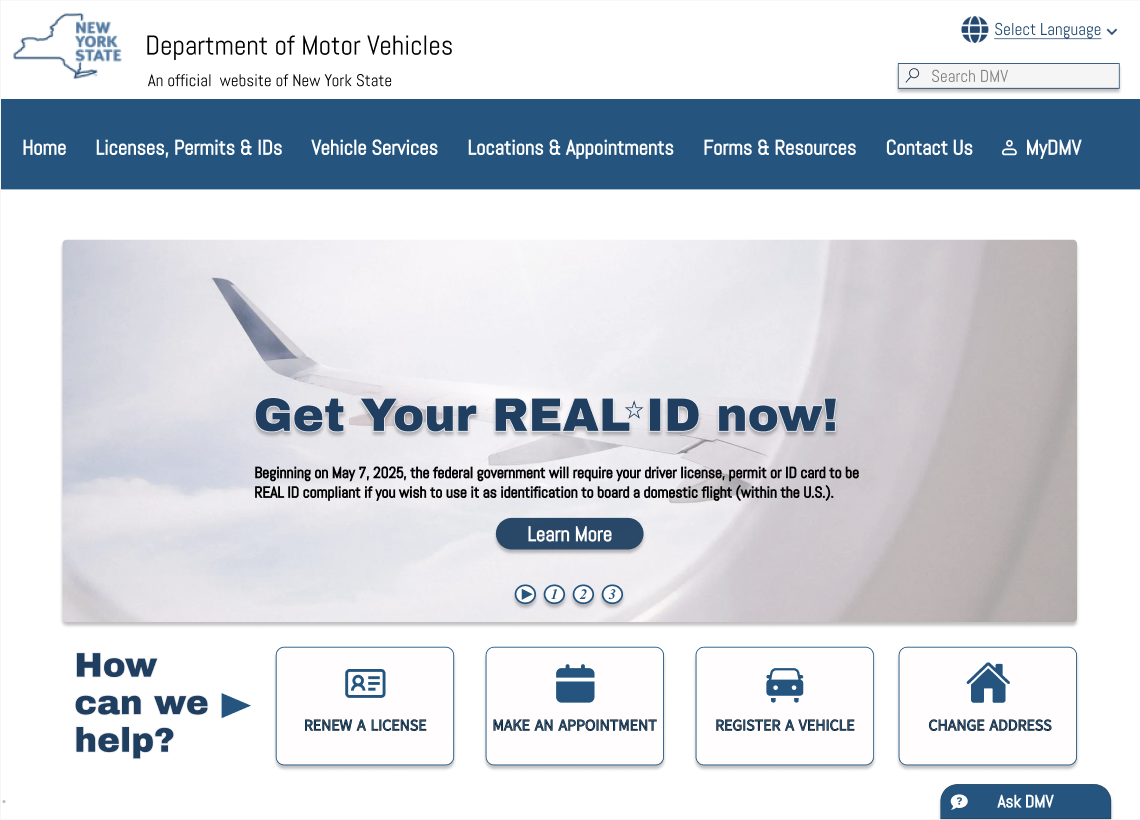 NEW
YORK
STATE
Department of Motor Vehicles
An official website of New York State
Select Language
Search DMV
Home Licenses, Permits & IDs Vehicle Services Locations & Appointments Forms & Resources Contact Us MyDMV
Get Your REAL☆ID now!
Beginning on May 7, 2025, the federal government will require your driver license, permit or ID card to be
REAL ID compliant if you wish to use it as identification to board a domestic flight (within the U.S.).
Learn More
1 2 3
How
can we
help?
RENEW A LICENSE MAKE AN APPOINTMENT REGISTER A VEHICLE CHANGE ADDRESS
? Ask DMV